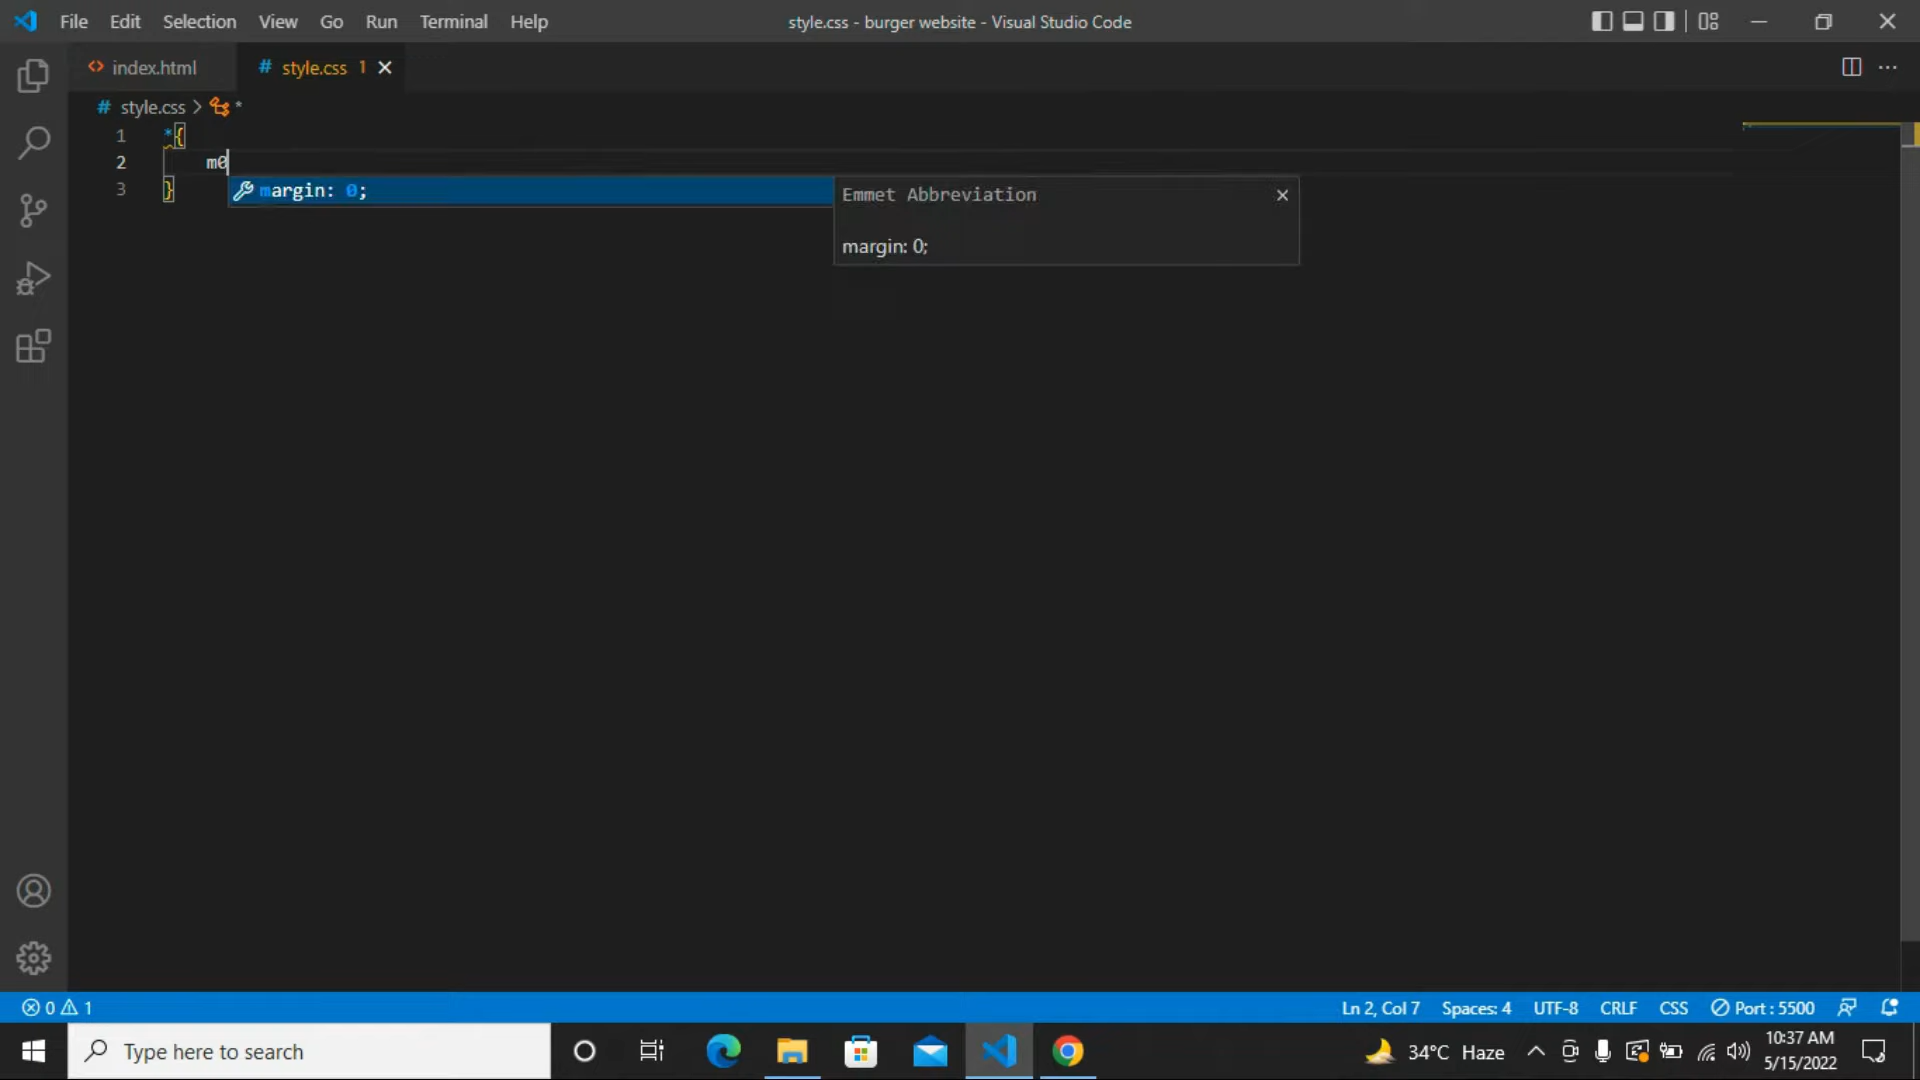 File Edit Selection View Go Run Terminal Help
style.css - burger website - Visual Studio Code
index.html
# style.css 1
# style.css > *
1 *{
2 m0
3 }
margin: 0;
Emmet Abbreviation
margin: 0;
0 1
Ln 2, Col 7 Spaces: 4 UTF-8 CRLF CSS Port : 5500
Type here to search
34°C Haze
10:37 AM
5/15/2022